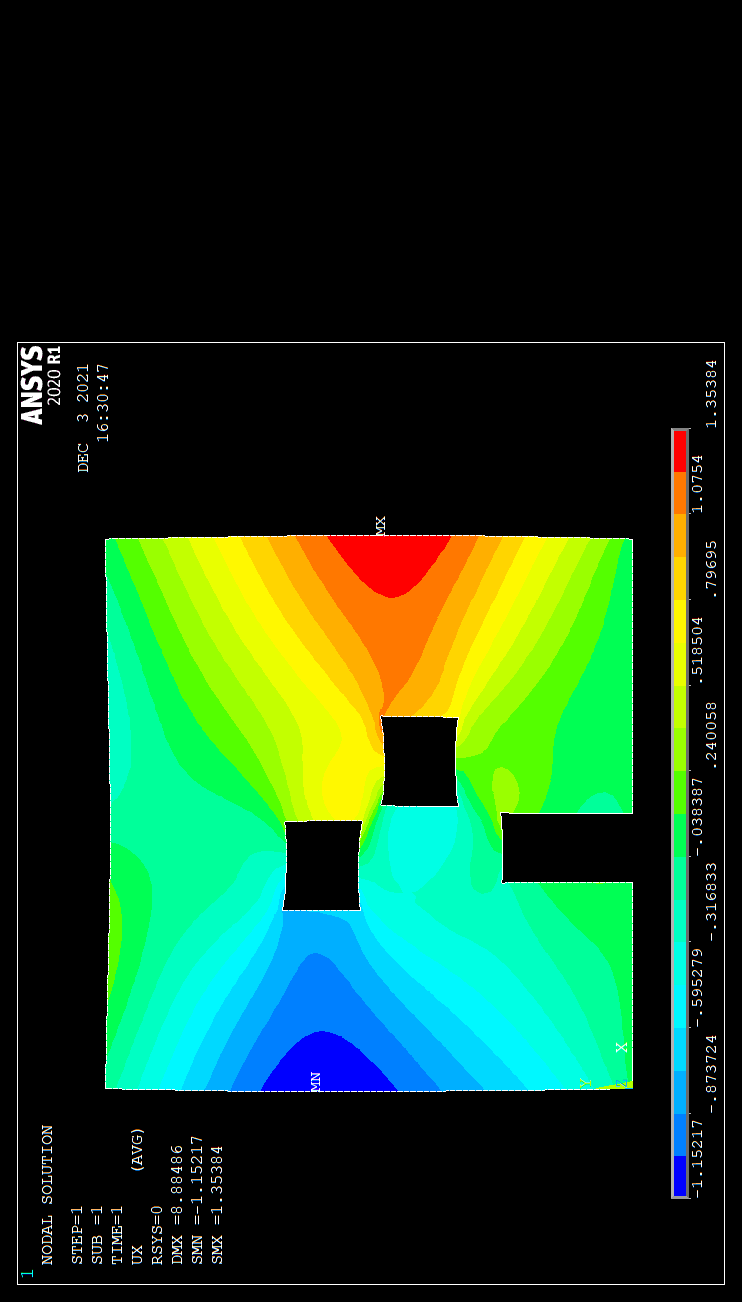 1
NODAL SOLUTION
STEP=1
SUB =1
TIME=1
UX       (AVG)
RSYS=0
DMX =8.88486
SMN =-1.15217
SMX =1.35384
ANSYS
2020 R1
DEC  3 2021
16:30:47
MN
MX
Y
Z X
-1.15217
-.873724
-.595279
-.316833
-.038387
.240058
.518504
.79695
1.0754
1.35384